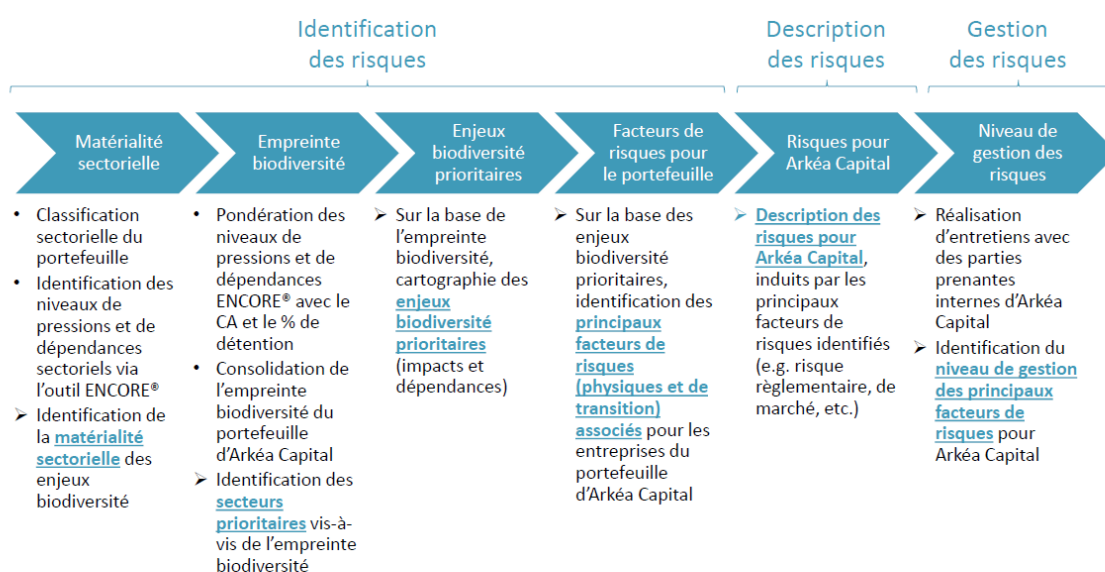 Identification
des risques
Description
des risques
Gestion
des risques
Matérialité
sectorielle
Empreinte
biodiversité
Enjeux
biodiversité
prioritaires
Facteurs de
risques pour
le portefeuille
Risques pour
Arkéa Capital
Niveau de
gestion des
risques
• Classification
sectorielle du
portefeuille
• Identification des
niveaux de
pressions et de
dépendances
sectoriels via
l'outil ENCORE®
➢ Identification de
la matérialité
sectorielle des
enjeux
biodiversité
• Pondération des
niveaux de
pressions et de
dépendances
ENCORE® avec le
CA et le % de
détention
• Consolidation de
l'empreinte
biodiversité du
portefeuille
d'Arkéa Capital
➢ Identification des
secteurs
prioritaires vis-à-
vis de l'empreinte
biodiversité
➢ Sur la base de
l'empreinte
biodiversité,
cartographie des
enjeux
biodiversité
prioritaires
(impacts et
dépendances)
➢ Sur la base des
enjeux
biodiversité
prioritaires,
identification des
principaux
facteurs de
risques
(physiques et de
transition)
associés pour les
entreprises du
portefeuille
d'Arkéa Capital
➢ Description des
risques pour
Arkéa Capital,
induits par les
principaux
facteurs de
risques identifiés
(e.g. risque
règlementaire, de
marché, etc.)
➢ Réalisation
d'entretiens avec
des parties
prenantes
internes d'Arkéa
Capital
➢ Identification du
niveau de gestion
des principaux
facteurs de
risques pour
Arkéa Capital